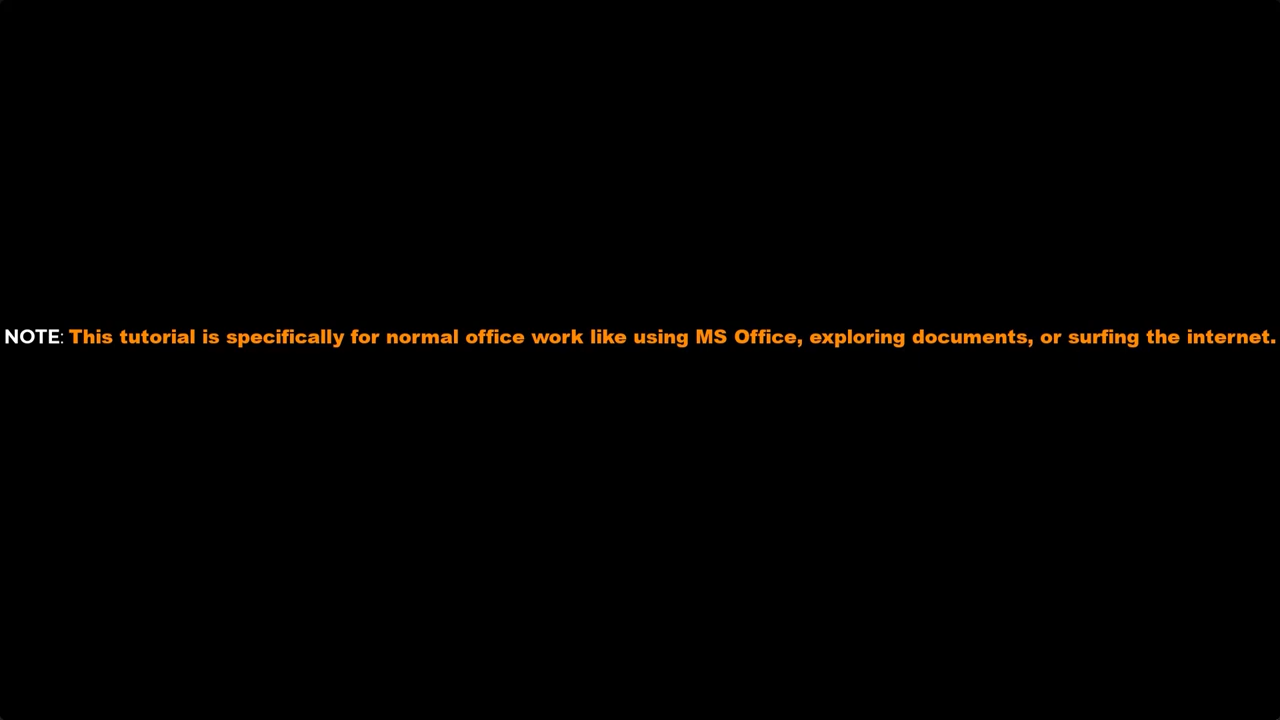 NOTE: This tutorial is specifically for normal office work like using MS Office, exploring documents, or surfing the internet.